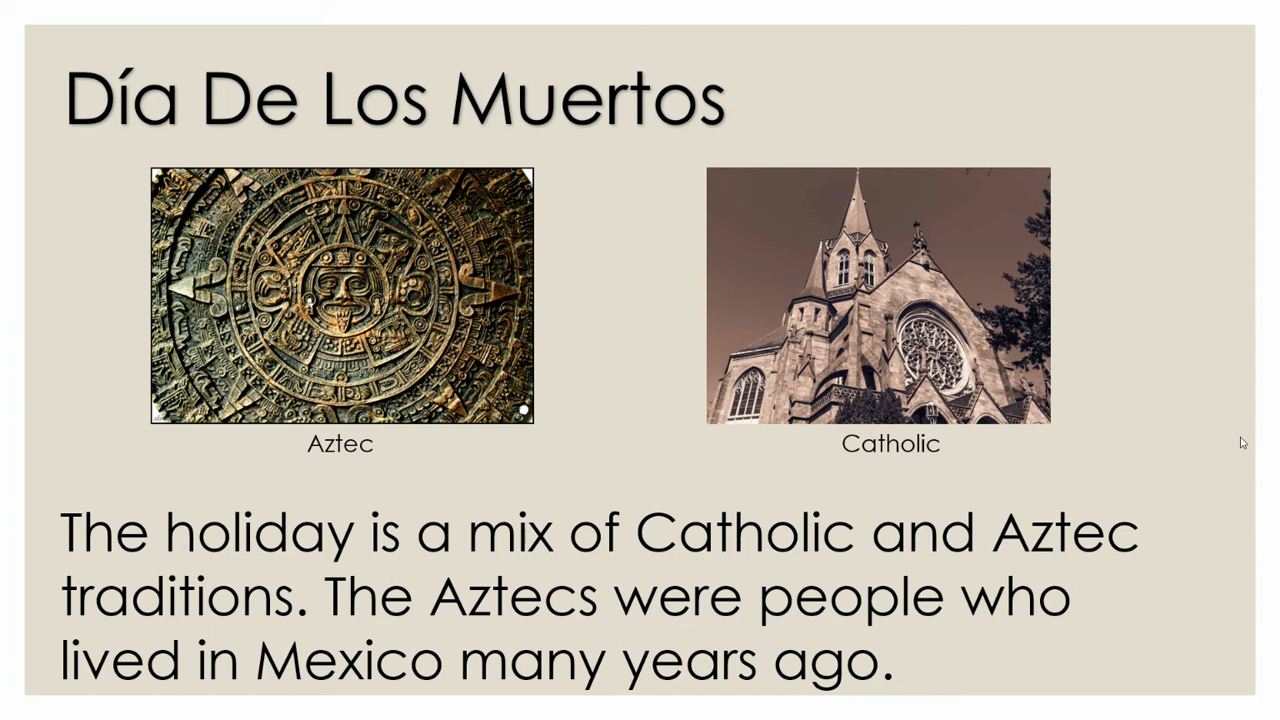 Día De Los Muertos
Aztec
Catholic
The holiday is a mix of Catholic and Aztec
traditions. The Aztecs were people who
lived in Mexico many years ago.